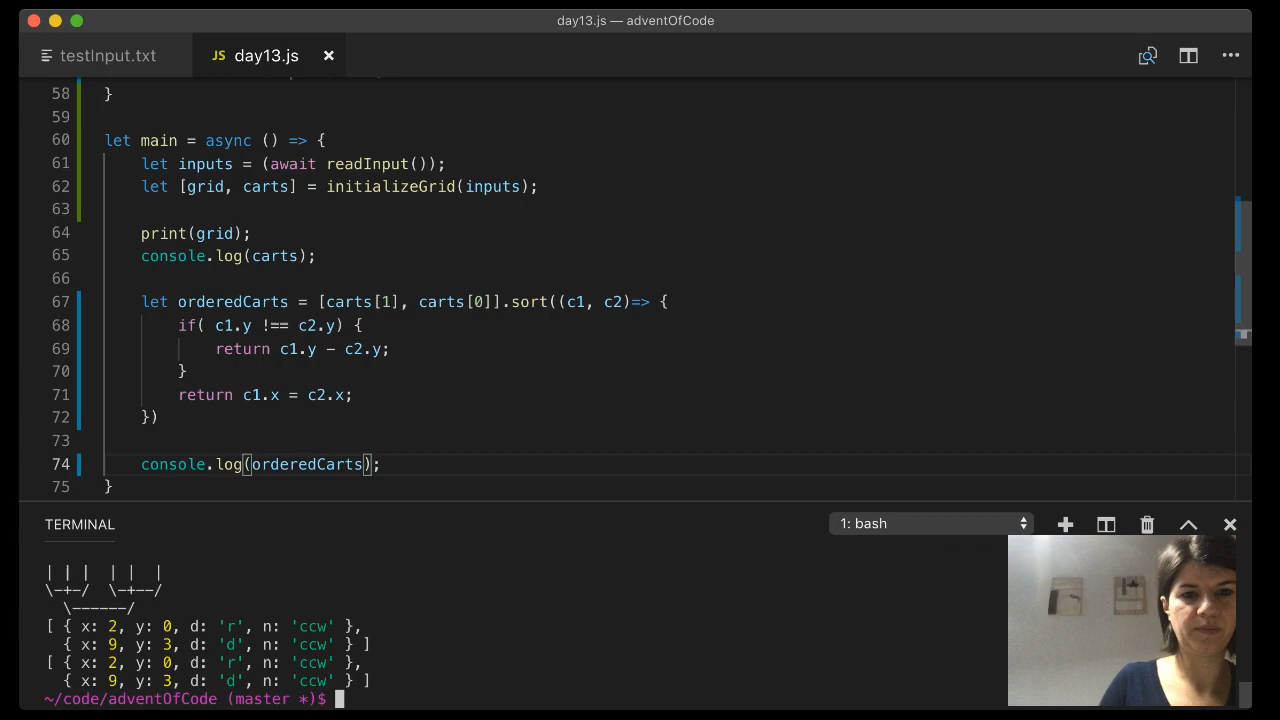 day13.js — adventOfCode
testInput.txt
JS day13.js ×
58 }
59
60 let main = async () => {
61 let inputs = (await readInput());
62 let [grid, carts] = initializeGrid(inputs);
63
64 print(grid);
65 console.log(carts);
66
67 let orderedCarts = [carts[1], carts[0]].sort((c1, c2)=> {
68 if( c1.y !== c2.y) {
69 return c1.y - c2.y;
70 }
71 return c1.x = c2.x;
72 })
73
74 console.log(orderedCarts);
75 }
TERMINAL
1: bash
| | |  | |  |
\-+-/  \-+--/
  \------/
[ { x: 2, y: 0, d: 'r', n: 'ccw' },
{ x: 9, y: 3, d: 'd', n: 'ccw' } ]
[ { x: 2, y: 0, d: 'r', n: 'ccw' },
{ x: 9, y: 3, d: 'd', n: 'ccw' } ]
~/code/adventOfCode (master *)$